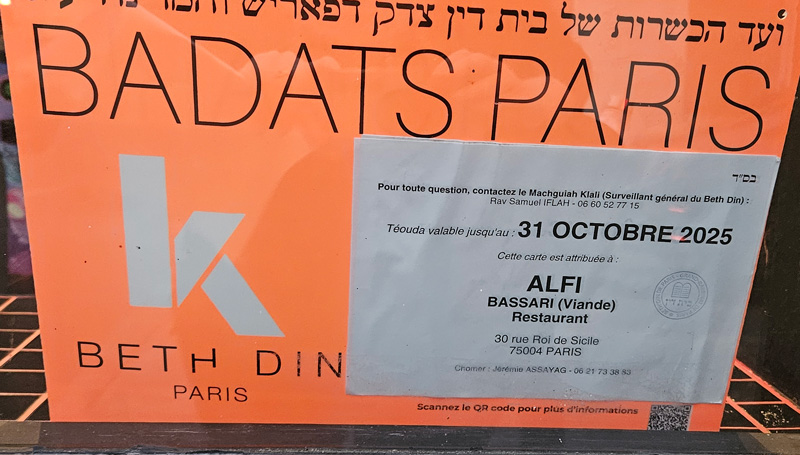 ועד הכשרות של בית דין צדק דפאריש
BADATS PARIS
k
BETH DIN
PARIS
בס"ד
Pour toute question, contactez le Machguiah Klali (Surveillant général du Beth Din) :
Rav Samuel IFLAH - 06 60 52 77 15
Téouda valable jusqu'au : 31 OCTOBRE 2025
Cette carte est attribuée à :
ALFI
BASSARI (Viande)
Restaurant
30 rue Roi de Sicile
75004 PARIS
Chomer : Jérémie ASSAYAG - 06 21 73 38 63
Scannez le QR code pour plus d'informations